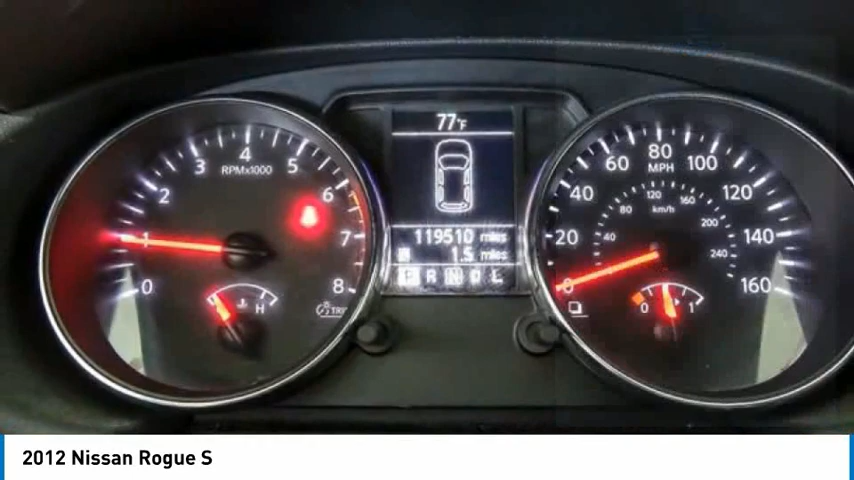 77°F
0 1 2 3 4 5 6 7 8
RPMx1000
H
119510 miles
1.5 miles
P R N D L
0 20 40 60 80 100 120 140 160
MPH
40 80 120 160 200 240
km/h
0 1
2012 Nissan Rogue S